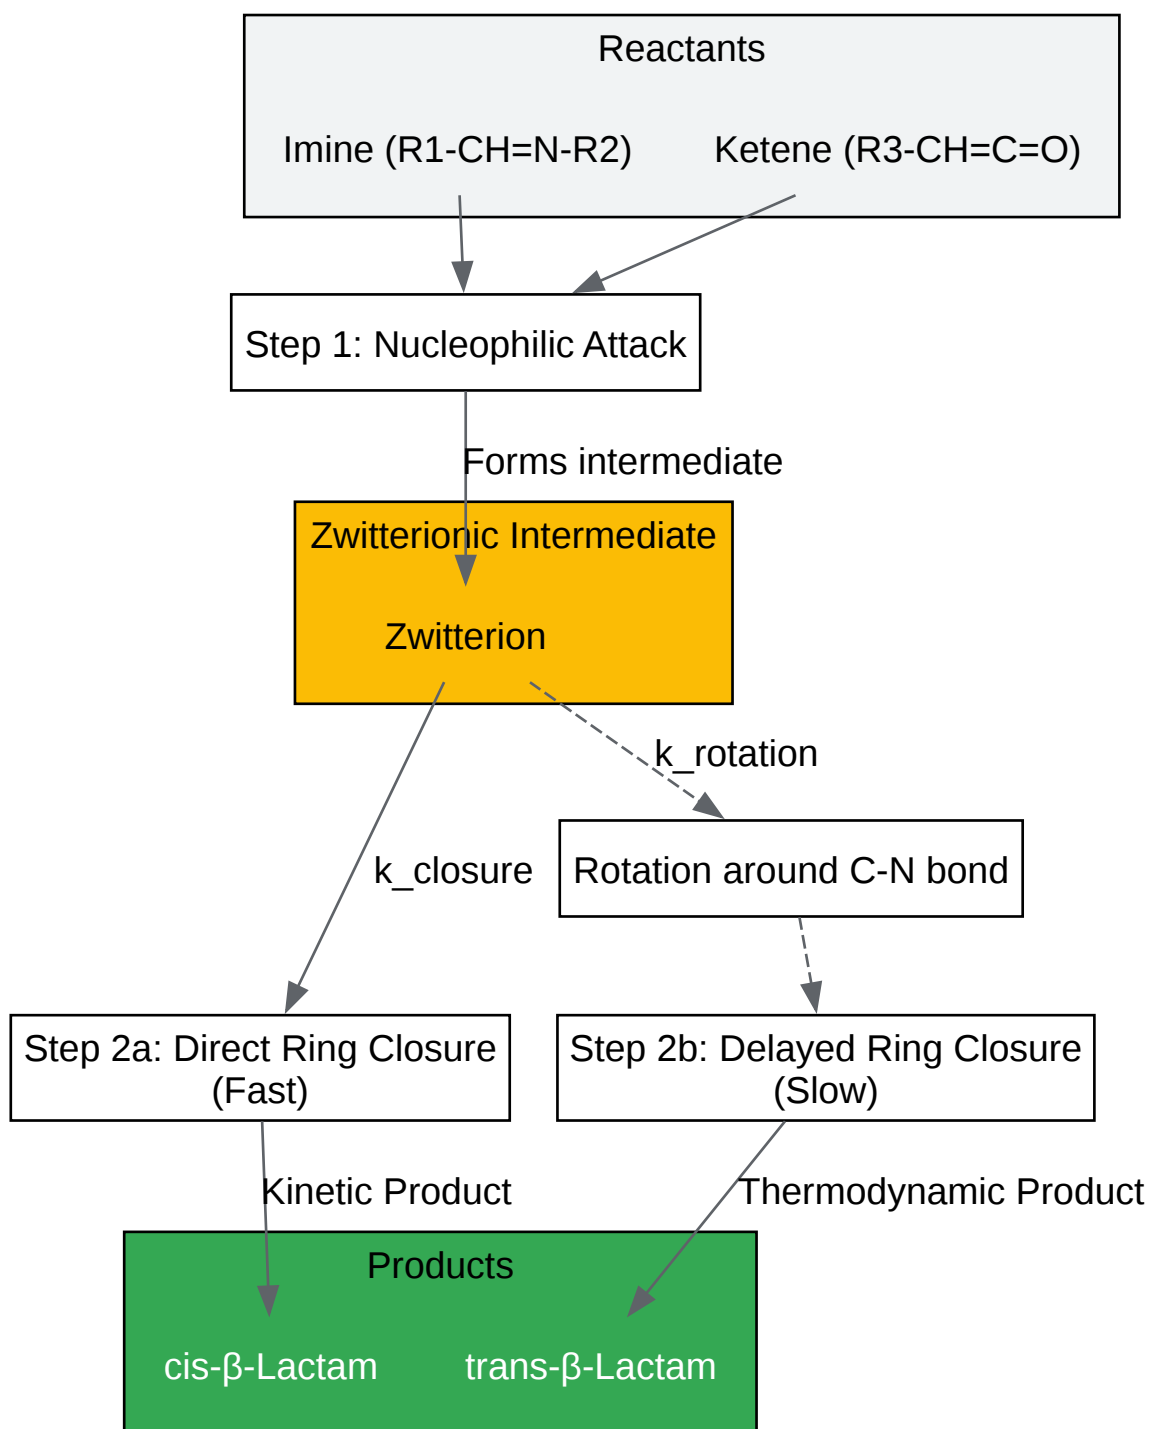 Reactants
Imine (R1-CH=N-R2)
Ketene (R3-CH=C=O)
Step 1: Nucleophilic Attack
Forms intermediate
Zwitterionic Intermediate
Zwitterion
k_rotation
k_closure
Rotation around C-N bond
Step 2a: Direct Ring Closure
(Fast)
Step 2b: Delayed Ring Closure
(Slow)
Kinetic Product
Thermodynamic Product
Products
cis-β-Lactam
trans-β-Lactam